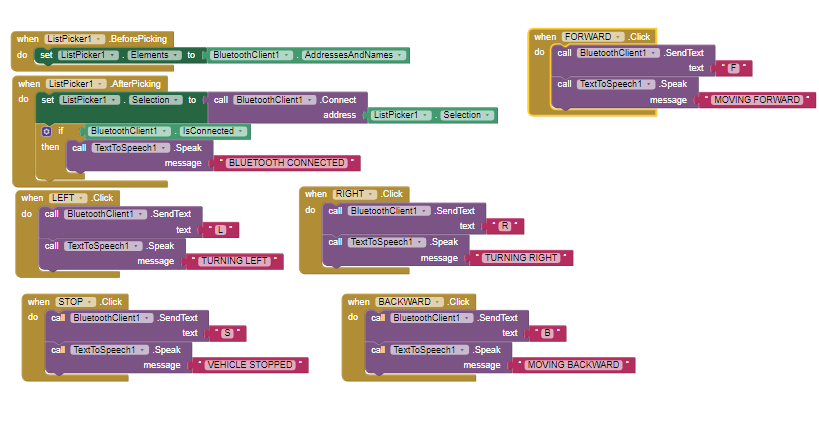 when ListPicker1 .BeforePicking
do set ListPicker1 . Elements to BluetoothClient1 . AddressesAndNames
when ListPicker1 .AfterPicking
do set ListPicker1 . Selection to call BluetoothClient1 .Connect
address ListPicker1 . Selection
if BluetoothClient1 . IsConnected
then call TextToSpeech1 .Speak
message " BLUETOOTH CONNECTED "
when FORWARD .Click
do call BluetoothClient1 .SendText
text " F "
call TextToSpeech1 .Speak
message " MOVING FORWARD "
when LEFT .Click
do call BluetoothClient1 .SendText
text " L "
call TextToSpeech1 .Speak
message " TURNING LEFT "
when RIGHT .Click
do call BluetoothClient1 .SendText
text " R "
call TextToSpeech1 .Speak
message " TURNING RIGHT "
when STOP .Click
do call BluetoothClient1 .SendText
text " S "
call TextToSpeech1 .Speak
message " VEHICLE STOPPED "
when BACKWARD .Click
do call BluetoothClient1 .SendText
text " B "
call TextToSpeech1 .Speak
message " MOVING BACKWARD "